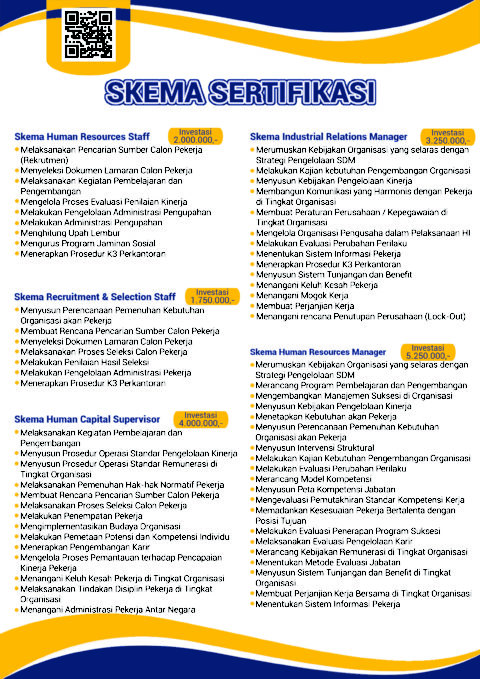 SKEMA SERTIFIKASI
Skema Human Resources Staff
Investasi
2.000.000,-
Melaksanakan Pencarian Sumber Calon Pekerja
(Rekrutmen)
Menyeleksi Dokumen Lamaran Calon Pekerja
Melaksanakan Kegiatan Pembelajaran dan
Pengembangan
Mengelola Proses Evaluasi Penilaian Kinerja
Melakukan Pengelolaan Administrasi Pengupahan
Melakukan Administrasi Pengupahan
Menghitung Upah Lembur
Mengurus Program Jaminan Sosial
Menerapkan Prosedur K3 Perkantoran
Skema Recruitment & Selection Staff
Investasi
1.750.000,-
Menyusun Perencanaan Pemenuhan Kebutuhan
Organisasi akan Pekerja
Membuat Rencana Pencarian Sumber Calon Pekerja
Menyeleksi Dokumen Lamaran Calon Pekerja
Melaksanakan Proses Seleksi Calon Pekerja
Melakukan Penilaian Hasil Seleksi
Melakukan Pengelolaan Administrasi Pekerja
Menerapkan Prosedur K3 Perkantoran
Skema Human Capital Supervisor
Investasi
4.000.000,-
Melaksanakan Kegiatan Pembelajaran dan
Pengembangan
Menyusun Prosedur Operasi Standar Pengelolaan Kinerja
Menyusun Prosedur Operasi Standar Remunerasi di
Tingkat Organisasi
Melaksanakan Pemenuhan Hak-hak Normatif Pekerja
Membuat Rencana Pencarian Sumber Calon Pekerja
Melaksanakan Proses Seleksi Calon Pekerja
Melakukan Penempatan Pekerja
Mengimplementasikan Budaya Organisasi
Melakukan Pemetaan Potensi dan Kompetensi Individu
Menerapkan Pengembangan Karir
Mengelola Proses Pemantauan terhadap Pencapaian
Kinerja Pekerja
Menangani Keluh Kesah Pekerja di Tingkat Organisasi
Melaksanakan Tindakan Disiplin Pekerja di Tingkat
Organisasi
Menangani Administrasi Pekerja Antar Negara
Skema Industrial Relations Manager
Investasi
3.250.000,-
Merumuskan Kebijakan Organisasi yang selaras dengan
Strategi Pengelolaan SDM
Melakukan Kajian kebutuhan Pengembangan Organisasi
Menyusun Kebijakan Pengelolaan Kinerja
Membangun Komunikasi yang Harmonis dengan Pekerja
di Tingkat Organisasi
Membuat Peraturan Perusahaan / Kepegawaian di
Tingkat Organisasi
Mengelola Organisasi Pengusaha dalam Pelaksanaan HI
Melakukan Evaluasi Perubahan Perilaku
Menentukan Sistem Informasi Pekerja
Menerapkan Prosedur K3 Perkantoran
Menyusun Sistem Tunjangan dan Benefit
Menangani Keluh Kesah Pekerja
Menangani Mogok Kerja
Membuat Perjanjian Kerja
Menangani rencana Penutupan Perusahaan (Lock-Out)
Skema Human Resources Manager
Investasi
5.250.000,-
Merumuskan Kebijakan Organisasi yang selaras dengan
Strategi Pengelolaan SDM
Merancang Program Pembelajaran dan Pengembangan
Mengembangkan Manajemen Suksesi di Organisasi
Menyusun Kebijakan Pengelolaan Kinerja
Menetapkan Kebutuhan akan Pekerja
Menyusun Perencanaan Pemenuhan Kebutuhan
Organisasi akan Pekerja
Menyusun Intervensi Struktural
Melakukan Kajian Kebutuhan Pengembangan Organisasi
Melakukan Evaluasi Perubahan Perilaku
Merancang Model Kompetensi
Menyusun Peta Kompetensi Jabatan
Mengevaluasi Pemutakhiran Standar Kompetensi Kerja
Memadankan Kesesuaian Pekerja Bertalenta dengan
Posisi Tujuan
Melakukan Evaluasi Penerapan Program Suksesi
Melaksanakan Evaluasi Pengelolaan Karir
Merancang Kebijakan Remunerasi di Tingkat Organisasi
Menentukan Metode Evaluasi Jabatan
Menyusun Sistem Tunjangan dan Benefit di Tingkat
Organisasi
Membuat Perjanjian Kerja Bersama di Tingkat Organisasi
Menentukan Sistem Informasi Pekerja